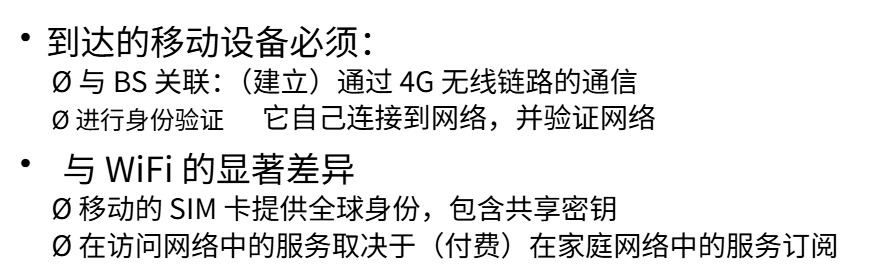 • 到达的移动设备必须：
Ø 与 BS 关联：（建立）通过 4G 无线链路的通信
Ø 进行身份验证 它自己连接到网络，并验证网络
• 与 WiFi 的显著差异
Ø 移动的 SIM 卡提供全球身份，包含共享密钥
Ø 在访问网络中的服务取决于（付费）在家庭网络中的服务订阅